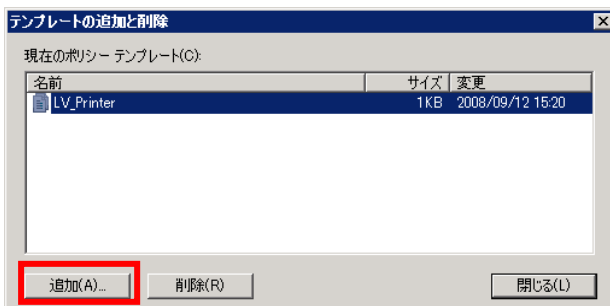 テンプレートの追加と削除
現在のポリシー テンプレート(C):
名前 サイズ 変更
LV_Printer 1KB 2008/09/12 15:20
追加(A)... 削除(R) 閉じる(L)